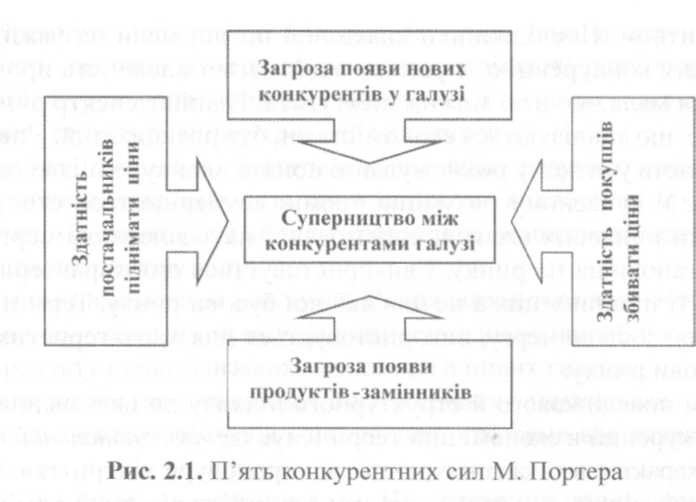 Загроза появи нових
конкурентів у галузі
Здатність
постачальників
піднімати ціни
Суперництво між
конкурентами галузі
Здатність покупців
збивати ціни
Загроза появи
продуктів-замінників
Рис. 2.1. П’ять конкурентних сил М. Портера